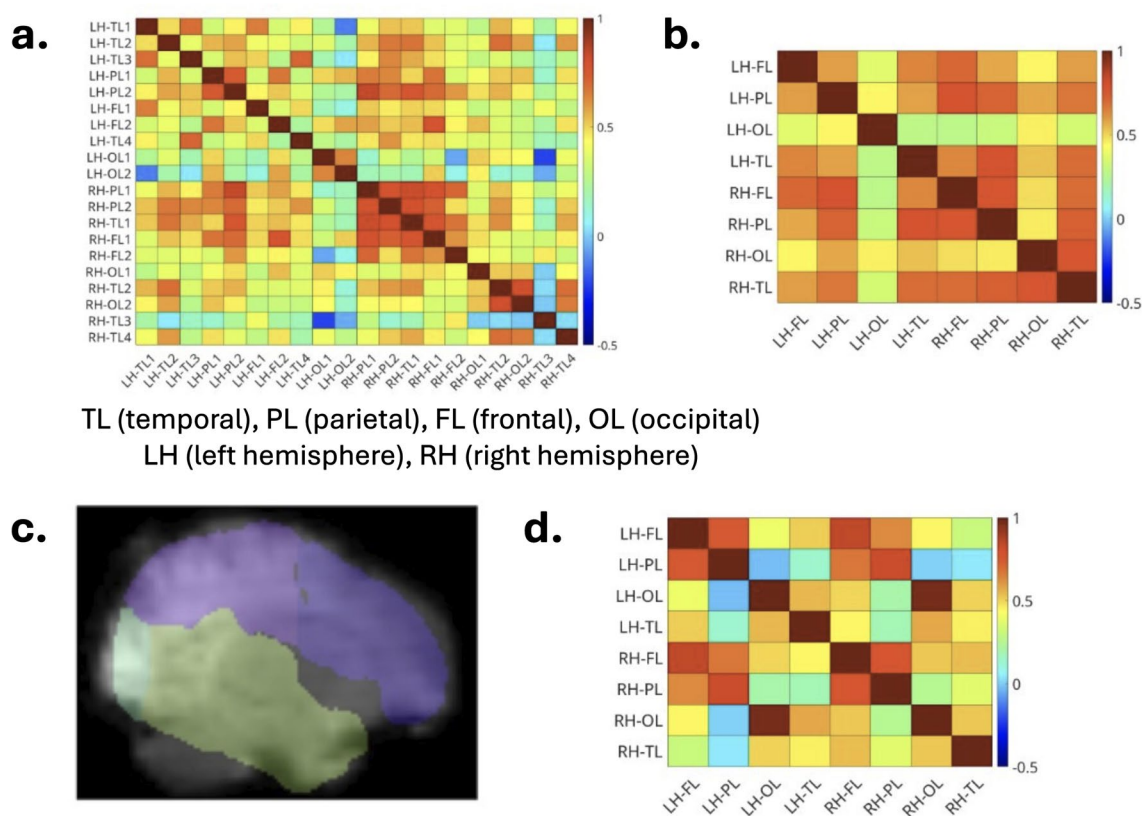 a.
LH-TL1
LH-TL2
LH-TL3
LH-PL1
LH-PL2
LH-FL1
LH-FL2
LH-TL4
LH-OL1
LH-OL2
RH-PL1
RH-PL2
RH-TL1
RH-FL1
RH-FL2
RH-OL1
RH-TL2
RH-OL2
RH-TL3
RH-TL4
1
0.5
0
-0.5
LH-TL1
LH-TL2
LH-TL3
LH-PL1
LH-PL2
LH-FL1
LH-FL2
LH-TL4
LH-OL1
LH-OL2
RH-PL1
RH-PL2
RH-TL1
RH-FL1
RH-FL2
RH-OL1
RH-TL2
RH-OL2
RH-TL3
RH-TL4
b.
LH-FL
LH-PL
LH-OL
LH-TL
RH-FL
RH-PL
RH-OL
RH-TL
1
0.5
0
-0.5
LH-FL
LH-PL
LH-OL
LH-TL
RH-FL
RH-PL
RH-OL
RH-TL
TL (temporal), PL (parietal), FL (frontal), OL (occipital)
LH (left hemisphere), RH (right hemisphere)
c.
d.
LH-FL
LH-PL
LH-OL
LH-TL
RH-FL
RH-PL
RH-OL
RH-TL
1
0.5
0
-0.5
LH-FL
LH-PL
LH-OL
LH-TL
RH-FL
RH-PL
RH-OL
RH-TL